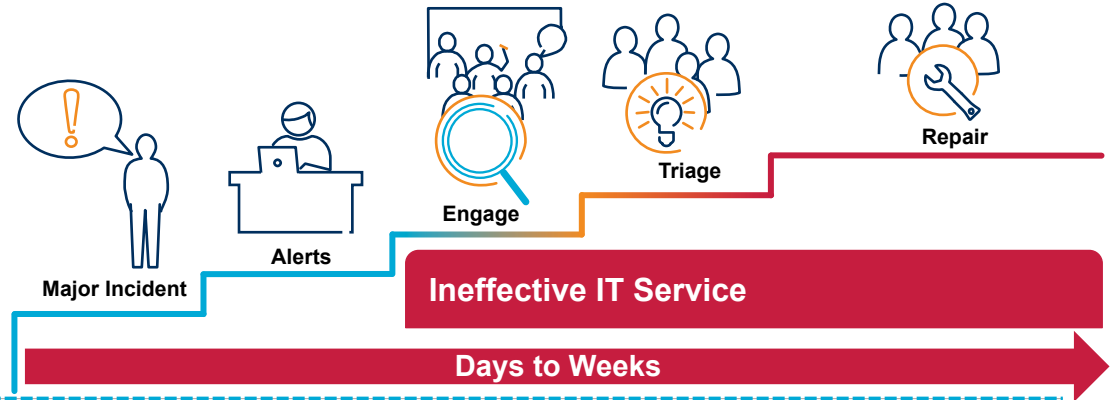 Major Incident
Alerts
Engage
Triage
Repair
Ineffective IT Service
Days to Weeks